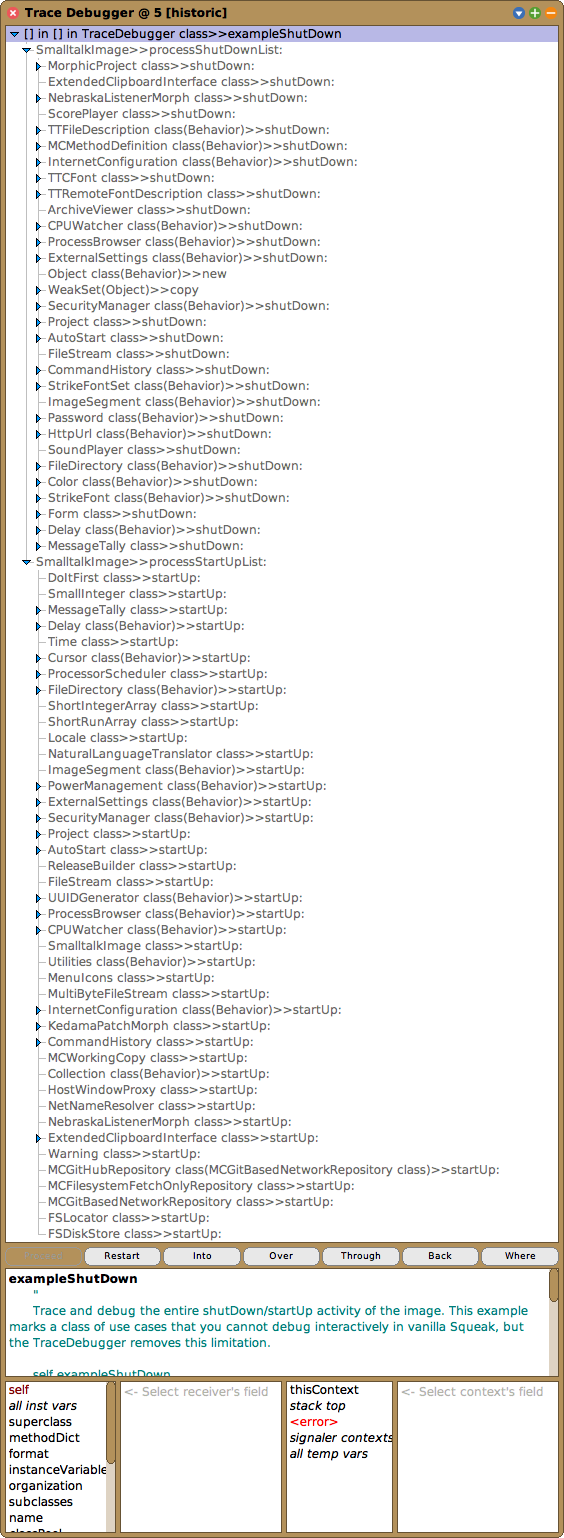 Trace Debugger @ 5 [historic]
[] in [] in TraceDebugger class>>exampleShutDown
SmalltalkImage>>processShutDownList:
MorphicProject class>>shutDown:
ExtendedClipboardInterface class>>shutDown:
NebraskaListenerMorph class>>shutDown:
ScorePlayer class>>shutDown:
TTFileDescription class(Behavior)>>shutDown:
MCMethodDefinition class(Behavior)>>shutDown:
InternetConfiguration class(Behavior)>>shutDown:
TTCFont class>>shutDown:
TTRemoteFontDescription class>>shutDown:
ArchiveViewer class>>shutDown:
CPUWatcher class(Behavior)>>shutDown:
ProcessBrowser class(Behavior)>>shutDown:
ExternalSettings class(Behavior)>>shutDown:
Object class(Behavior)>>new
WeakSet(Object)>>copy
SecurityManager class(Behavior)>>shutDown:
Project class>>shutDown:
AutoStart class>>shutDown:
FileStream class>>shutDown:
CommandHistory class>>shutDown:
StrikeFontSet class(Behavior)>>shutDown:
ImageSegment class(Behavior)>>shutDown:
Password class(Behavior)>>shutDown:
HttpUrl class(Behavior)>>shutDown:
SoundPlayer class>>shutDown:
FileDirectory class(Behavior)>>shutDown:
Color class(Behavior)>>shutDown:
StrikeFont class(Behavior)>>shutDown:
Form class>>shutDown:
Delay class(Behavior)>>shutDown:
MessageTally class>>shutDown:
SmalltalkImage>>processStartUpList:
DoItFirst class>>startUp:
SmallInteger class>>startUp:
MessageTally class>>startUp:
Delay class(Behavior)>>startUp:
Time class>>startUp:
Cursor class(Behavior)>>startUp:
ProcessorScheduler class>>startUp:
FileDirectory class(Behavior)>>startUp:
ShortIntegerArray class>>startUp:
ShortRunArray class>>startUp:
Locale class>>startUp:
NaturalLanguageTranslator class>>startUp:
ImageSegment class(Behavior)>>startUp:
PowerManagement class(Behavior)>>startUp:
ExternalSettings class(Behavior)>>startUp:
SecurityManager class(Behavior)>>startUp:
Project class>>startUp:
AutoStart class>>startUp:
ReleaseBuilder class>>startUp:
FileStream class>>startUp:
UUIDGenerator class(Behavior)>>startUp:
ProcessBrowser class(Behavior)>>startUp:
CPUWatcher class(Behavior)>>startUp:
SmalltalkImage class>>startUp:
Utilities class(Behavior)>>startUp:
MenuIcons class>>startUp:
MultiByteFileStream class>>startUp:
InternetConfiguration class(Behavior)>>startUp:
KedamaPatchMorph class>>startUp:
CommandHistory class>>startUp:
MCWorkingCopy class>>startUp:
Collection class(Behavior)>>startUp:
HostWindowProxy class>>startUp:
NetNameResolver class>>startUp:
NebraskaListenerMorph class>>startUp:
ExtendedClipboardInterface class>>startUp:
Warning class>>startUp:
MCGitHubRepository class(MCGitBasedNetworkRepository class)>>startUp:
MCFilesystemFetchOnlyRepository class>>startUp:
MCGitBasedNetworkRepository class>>startUp:
FSLocator class>>startUp:
FSDiskStore class>>startUp:
Restart Into Over Through Back Where
exampleShutDown
"
Trace and debug the entire shutDown/startUp activity of the image. This example
marks a class of use cases that you cannot debug interactively in vanilla Squeak, but
the TraceDebugger removes this limitation.
self exampleShutDown
self
all inst vars
superclass
methodDict
format
instanceVariable
organization
subclasses
name
<- Select receiver's field
thisContext
stack top
<error>
signaler contexts
all temp vars
<- Select context's field